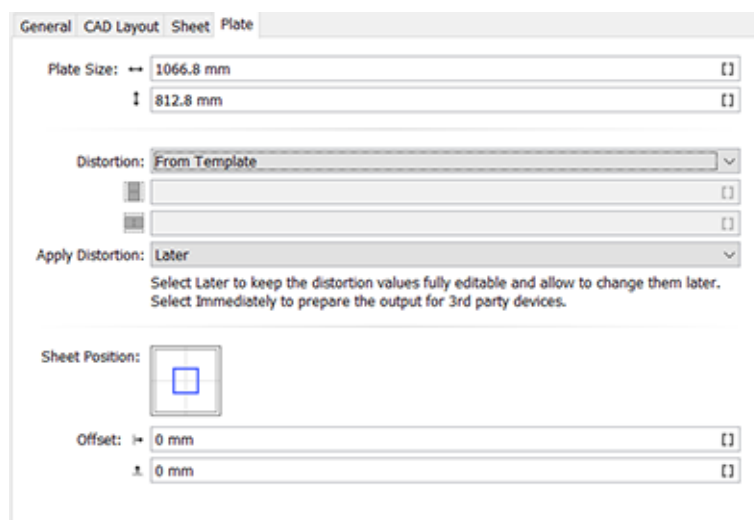 General CAD Layout Sheet Plate
Plate Size: 1066.8 mm
812.8 mm
Distortion: From Template
Apply Distortion: Later
Select Later to keep the distortion values fully editable and allow to change them later.
Select Immediately to prepare the output for 3rd party devices.
Sheet Position:
Offset: 0 mm
0 mm